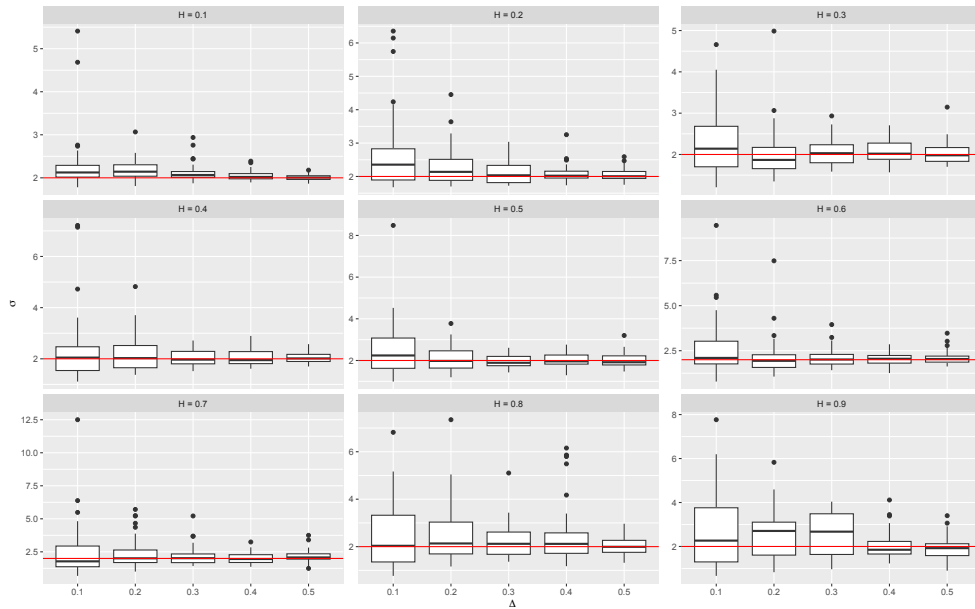 H = 0.1 H = 0.2 H = 0.3
5 6 5
4 5 4
3 4 3
2 3 2
2
H = 0.4 H = 0.5 H = 0.6
6 8 7.5
4 6 5.0
2 4 2.5
2
σ
H = 0.7 H = 0.8 H = 0.9
12.5 6 8
10.0 4 6
7.5 2 4
5.0 2
2.5
0.1 0.2 0.3 0.4 0.5 0.1 0.2 0.3 0.4 0.5 0.1 0.2 0.3 0.4 0.5
Δ